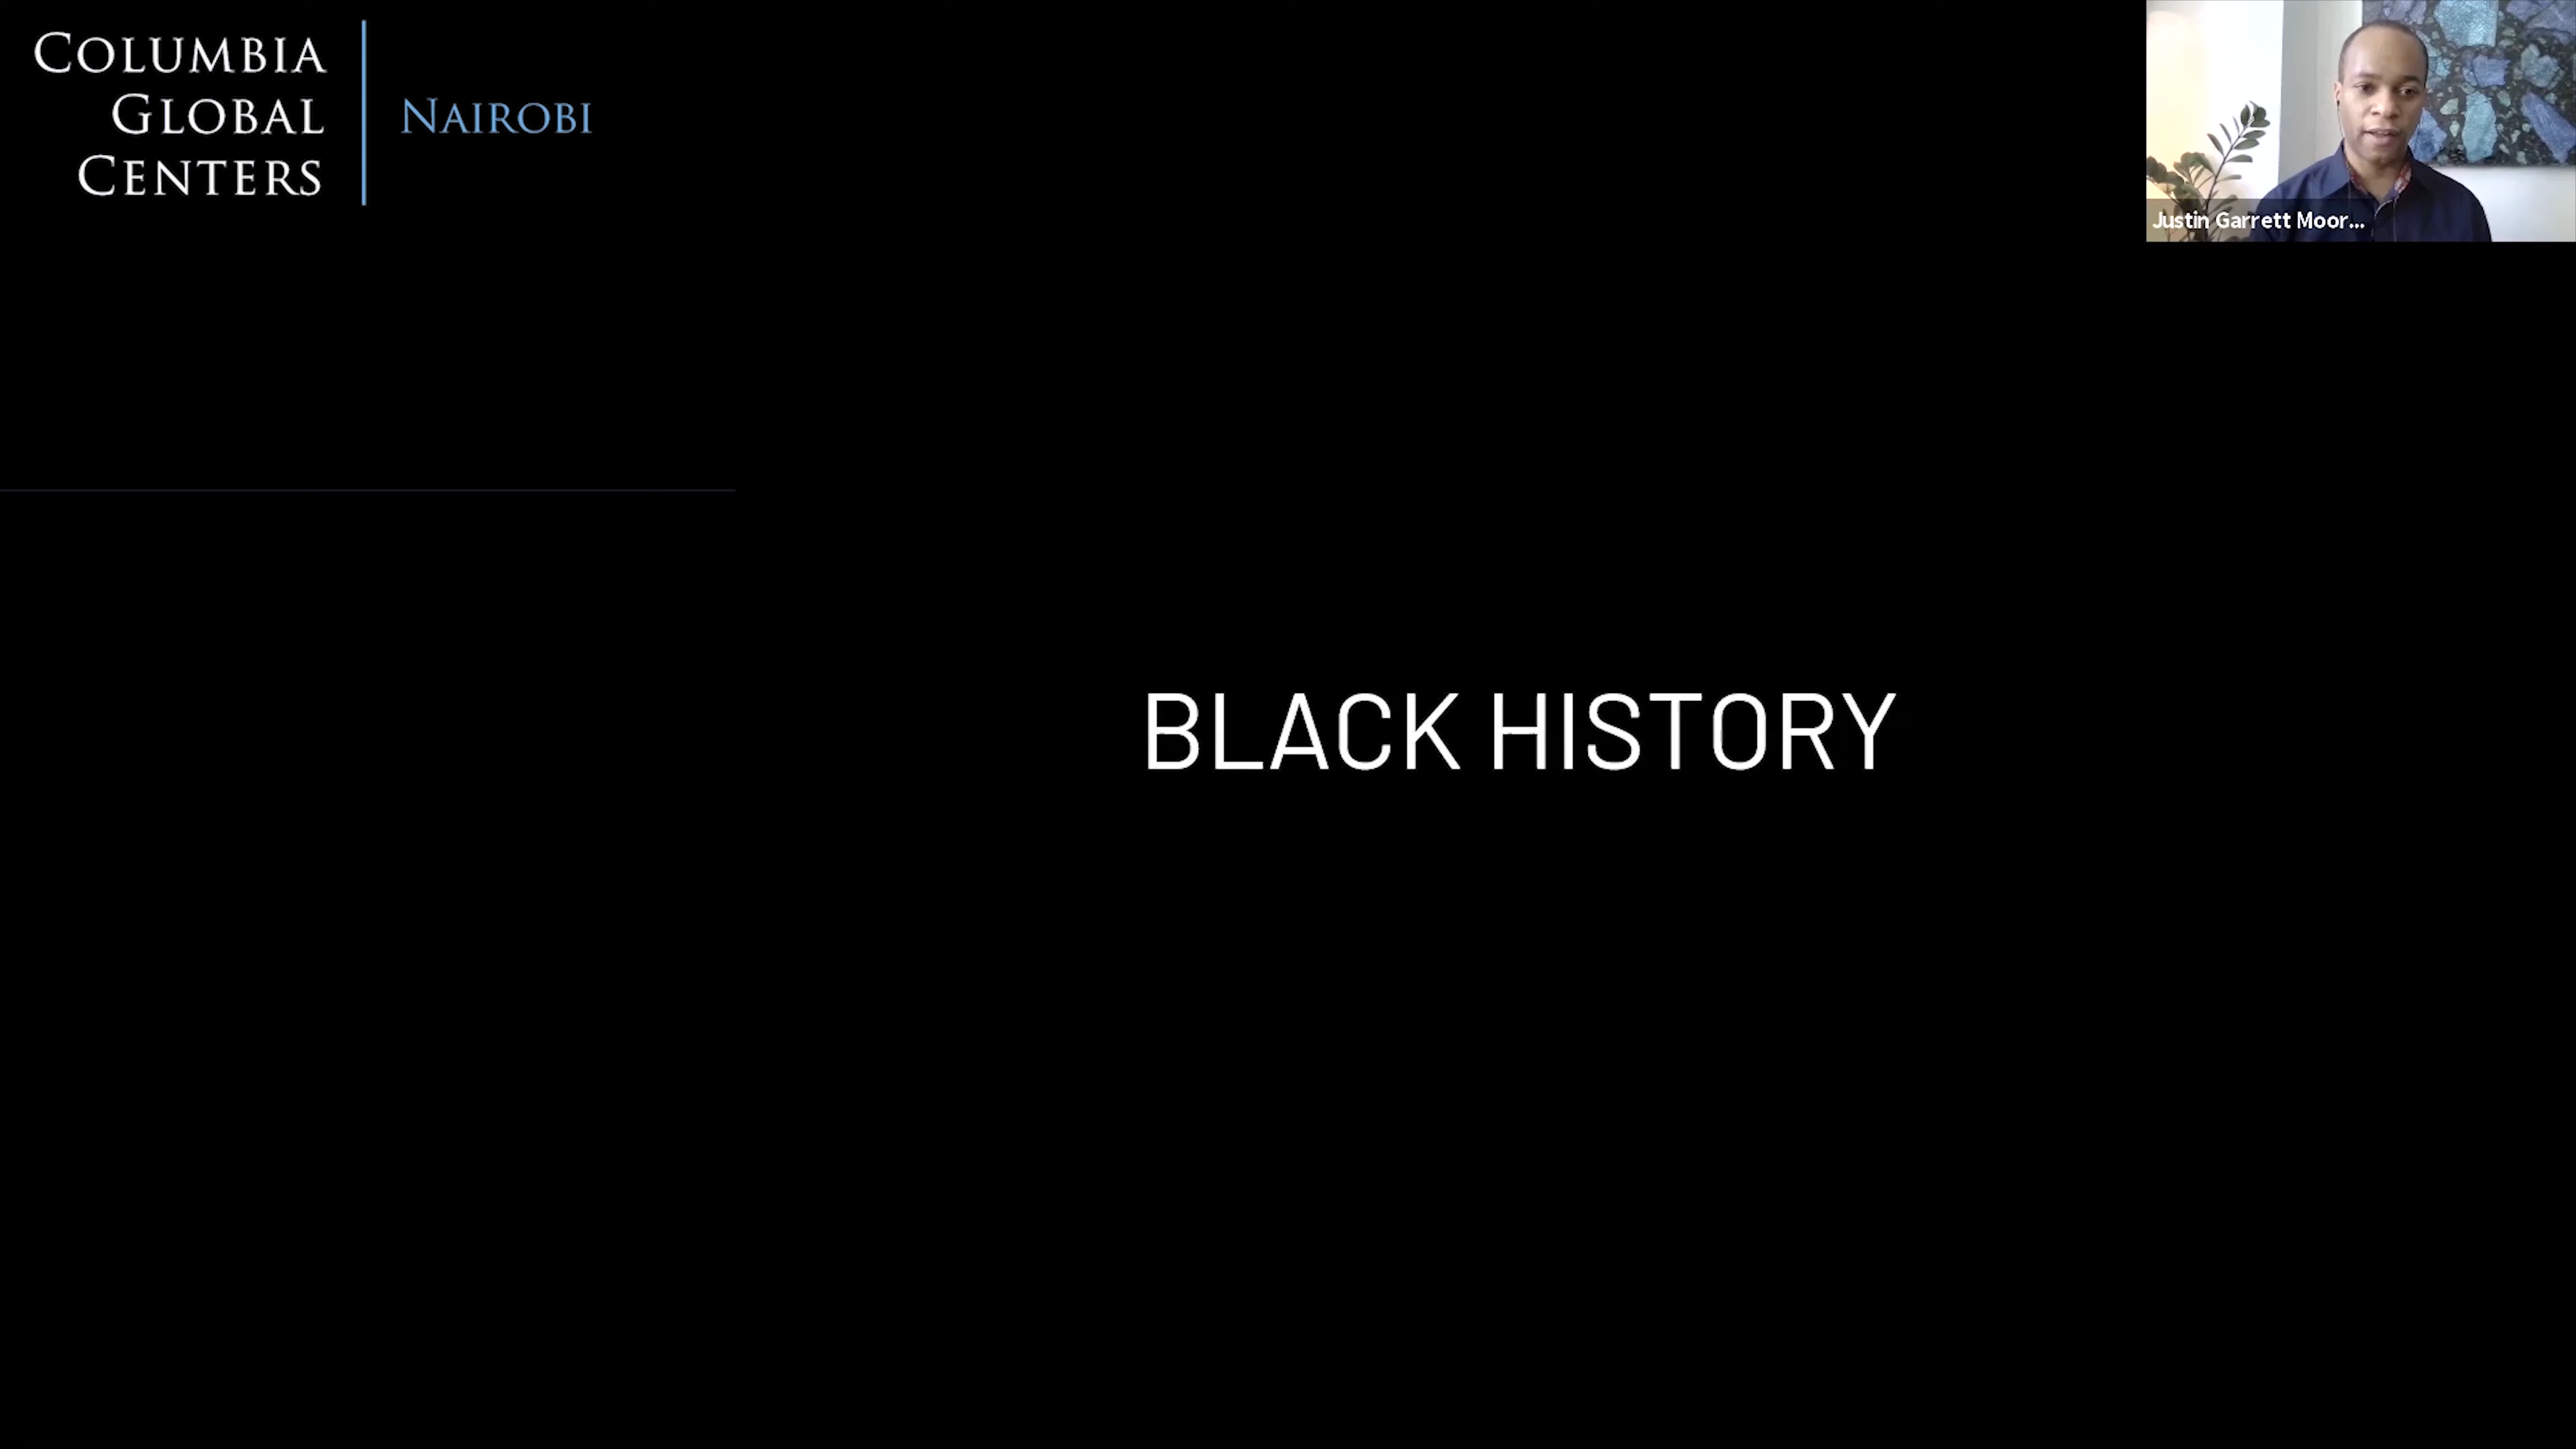 COLUMBIA
GLOBAL
CENTERS
NAIROBI
Justin Garrett Moor...
BLACK HISTORY